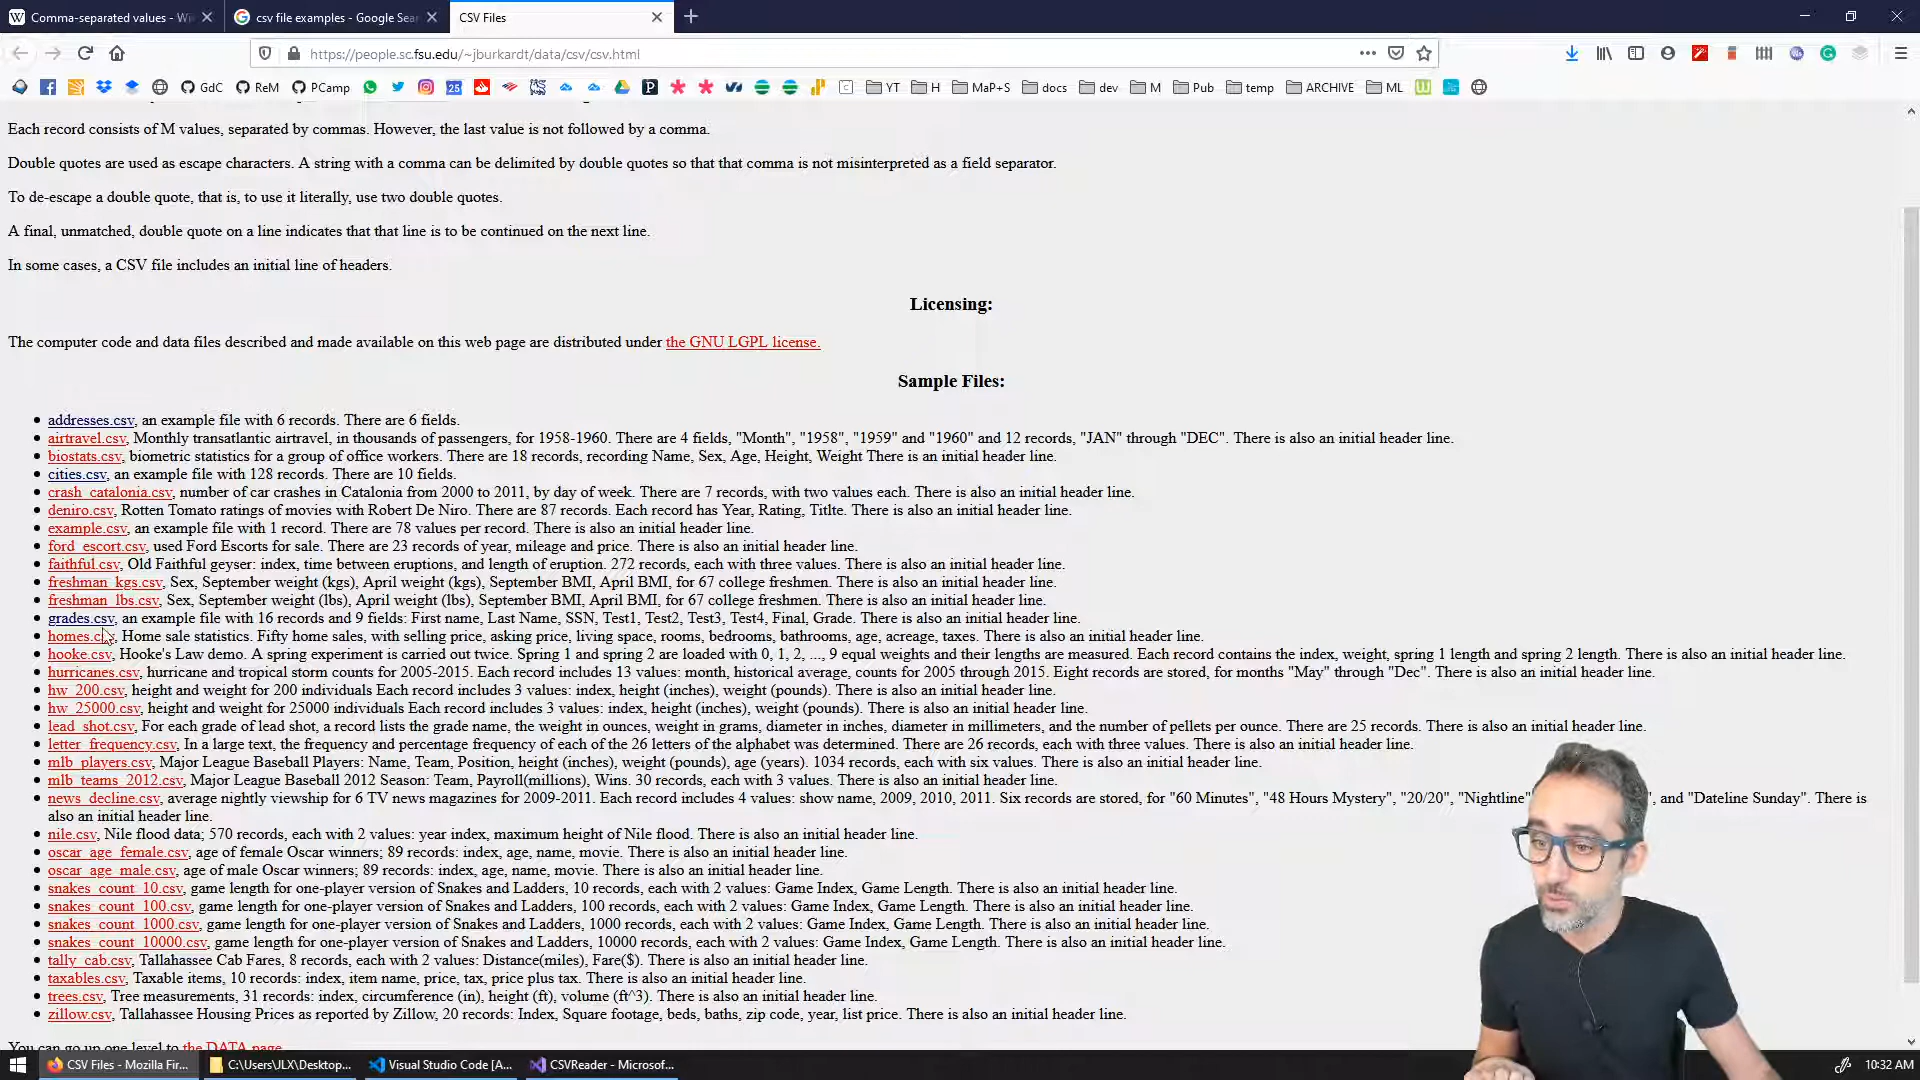 Comma-separated values - Wi
csv file examples - Google Sea
CSV Files
https://people.sc.fsu.edu/~jburkardt/data/csv/csv.html
GdC
ReM
PCamp
25
YT
H
MaP+S
docs
dev
M
Pub
temp
ARCHIVE
ML
Each record consists of M values, separated by commas. However, the last value is not followed by a comma.
Double quotes are used as escape characters. A string with a comma can be delimited by double quotes so that that comma is not misinterpreted as a field separator.
To de-escape a double quote, that is, to use it literally, use two double quotes.
A final, unmatched, double quote on a line indicates that that line is to be continued on the next line.
In some cases, a CSV file includes an initial line of headers.
Licensing:
The computer code and data files described and made available on this web page are distributed under the GNU LGPL license.
Sample Files:
addresses.csv, an example file with 6 records. There are 6 fields.
airtravel.csv, Monthly transatlantic airtravel, in thousands of passengers, for 1958-1960. There are 4 fields, "Month", "1958", "1959" and "1960" and 12 records, "JAN" through "DEC". There is also an initial header line.
biostats.csv, biometric statistics for a group of office workers. There are 18 records, recording Name, Sex, Age, Height, Weight There is an initial header line.
cities.csv, an example file with 128 records. There are 10 fields.
crash_catalonia.csv, number of car crashes in Catalonia from 2000 to 2011, by day of week. There are 7 records, with two values each. There is also an initial header line.
deniro.csv, Rotten Tomato ratings of movies with Robert De Niro. There are 87 records. Each record has Year, Rating, Titlte. There is also an initial header line.
example.csv, an example file with 1 record. There are 78 values per record. There is also an initial header line.
ford_escort.csv, used Ford Escorts for sale. There are 23 records of year, mileage and price. There is also an initial header line.
faithful.csv, Old Faithful geyser: index, time between eruptions, and length of eruption. 272 records, each with three values. There is also an initial header line.
freshman_kgs.csv, Sex, September weight (kgs), April weight (kgs), September BMI, April BMI, for 67 college freshmen. There is also an initial header line.
freshman_lbs.csv, Sex, September weight (lbs), April weight (lbs), September BMI, April BMI, for 67 college freshmen. There is also an initial header line.
grades.csv, an example file with 16 records and 9 fields: First name, Last Name, SSN, Test1, Test2, Test3, Test4, Final, Grade. There is also an initial header line.
homes.csv, Home sale statistics. Fifty home sales, with selling price, asking price, living space, rooms, bedrooms, bathrooms, age, acreage, taxes. There is also an initial header line.
hooke.csv, Hooke's Law demo. A spring experiment is carried out twice. Spring 1 and spring 2 are loaded with 0, 1, 2, ..., 9 equal weights and their lengths are measured. Each record contains the index, weight, spring 1 length and spring 2 length. There is also an initial header line.
hurricanes.csv, hurricane and tropical storm counts for 2005-2015. Each record includes 13 values: month, historical average, counts for 2005 through 2015. Eight records are stored, for months "May" through "Dec". There is also an initial header line.
hw_200.csv, height and weight for 200 individuals Each record includes 3 values: index, height (inches), weight (pounds). There is also an initial header line.
hw_25000.csv, height and weight for 25000 individuals Each record includes 3 values: index, height (inches), weight (pounds). There is also an initial header line.
lead_shot.csv, For each grade of lead shot, a record lists the grade name, the weight in ounces, weight in grams, diameter in inches, diameter in millimeters, and the number of pellets per ounce. There are 25 records. There is also an initial header line.
letter_frequency.csv, In a large text, the frequency and percentage frequency of each of the 26 letters of the alphabet was determined. There are 26 records, each with three values. There is also an initial header line.
mlb_players.csv, Major League Baseball Players: Name, Team, Position, height (inches), weight (pounds), age (years). 1034 records, each with six values. There is also an initial header line.
mlb_teams_2012.csv, Major League Baseball 2012 Season: Team, Payroll(millions), Wins. 30 records, each with 3 values. There is also an initial header line.
news_decline.csv, average nightly viewship for 6 TV news magazines for 2009-2011. Each record includes 4 values: show name, 2009, 2010, 2011. Six records are stored, for "60 Minutes", "48 Hours Mystery", "20/20", "Nightline" , and "Dateline Sunday". There is
also an initial header line.
nile.csv, Nile flood data; 570 records, each with 2 values: year index, maximum height of Nile flood. There is also an initial header line.
oscar_age_female.csv, age of female Oscar winners; 89 records: index, age, name, movie. There is also an initial header line.
oscar_age_male.csv, age of male Oscar winners; 89 records: index, age, name, movie. There is also an initial header line.
snakes_count_10.csv, game length for one-player version of Snakes and Ladders, 10 records, each with 2 values: Game Index, Game Length. There is also an initial header line.
snakes_count_100.csv, game length for one-player version of Snakes and Ladders, 100 records, each with 2 values: Game Index, Game Length. There is also an initial header line.
snakes_count_1000.csv, game length for one-player version of Snakes and Ladders, 1000 records, each with 2 values: Game Index, Game Length. There is also an initial header line.
snakes_count_10000.csv, game length for one-player version of Snakes and Ladders, 10000 records, each with 2 values: Game Index, Game Length. There is also an initial header line.
tally_cab.csv, Tallahassee Cab Fares, 8 records, each with 2 values: Distance(miles), Fare($). There is also an initial header line.
taxables.csv, Taxable items, 10 records: index, item name, price, tax, price plus tax. There is also an initial header line.
trees.csv, Tree measurements, 31 records: index, circumference (in), height (ft), volume (ft^3). There is also an initial header line.
zillow.csv, Tallahassee Housing Prices as reported by Zillow, 20 records: Index, Square footage, beds, baths, zip code, year, list price. There is also an initial header line.
You can go up one level to the DATA page
CSV Files - Mozilla Fir...
C:\Users\JLX\Desktop...
Visual Studio Code [A...
CSVReader - Microsof...
10:32 AM